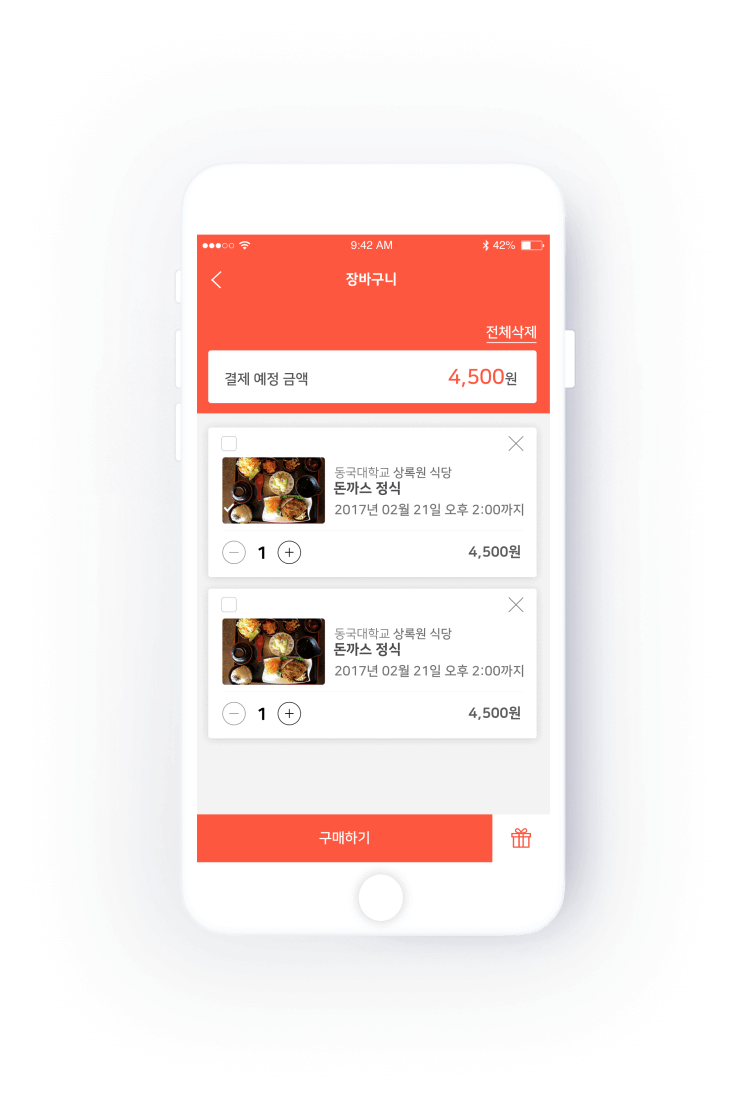 9:42 AM
42%
장바구니
전체삭제
결제 예정 금액
4,500원
동국대학교 상록원 식당
돈까스 정식
2017년 02월 21일 오후 2:00까지
1
4,500원
동국대학교 상록원 식당
돈까스 정식
2017년 02월 21일 오후 2:00까지
1
4,500원
구매하기